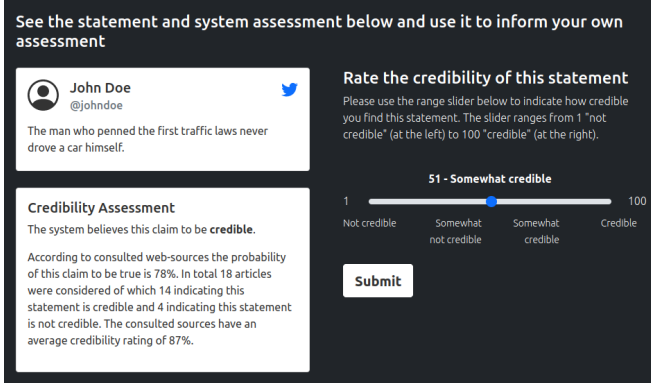 See the statement and system assessment below and use it to inform your own
assessment
John Doe
@johndoe
The man who penned the first traffic laws never
drove a car himself.
Credibility Assessment
The system believes this claim to be credible.
According to consulted web-sources the probability
of this claim to be true is 78%. In total 18 articles
were considered of which 14 indicating this
statement is credible and 4 indicating this statement
is not credible. The consulted sources have an
average credibility rating of 87%.
Rate the credibility of this statement
Please use the range slider below to indicate how credible
you find this statement. The slider ranges from 1 "not
credible" (at the left) to 100 "credible" (at the right).
51 - Somewhat credible
1 100
Not credible Somewhat Somewhat Credible
not credible credible
Submit